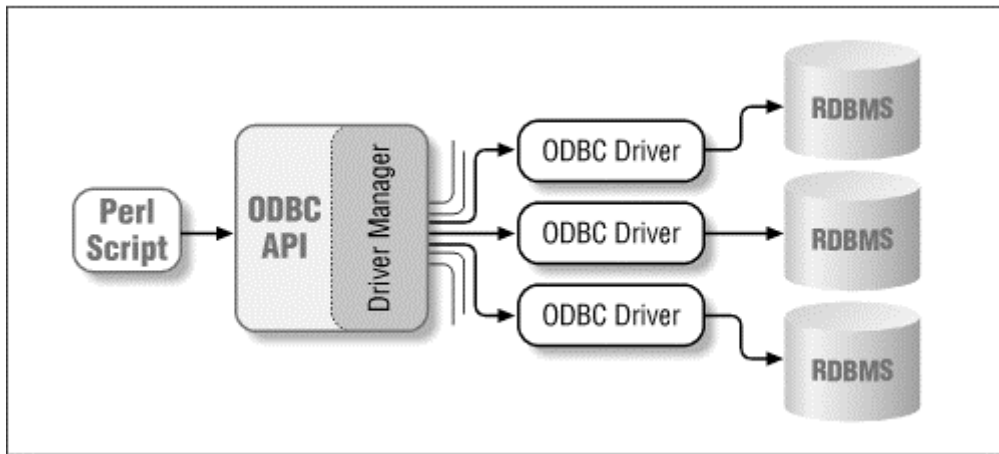 Perl
Script
ODBC
API
Driver Manager
ODBC Driver
ODBC Driver
ODBC Driver
RDBMS
RDBMS
RDBMS